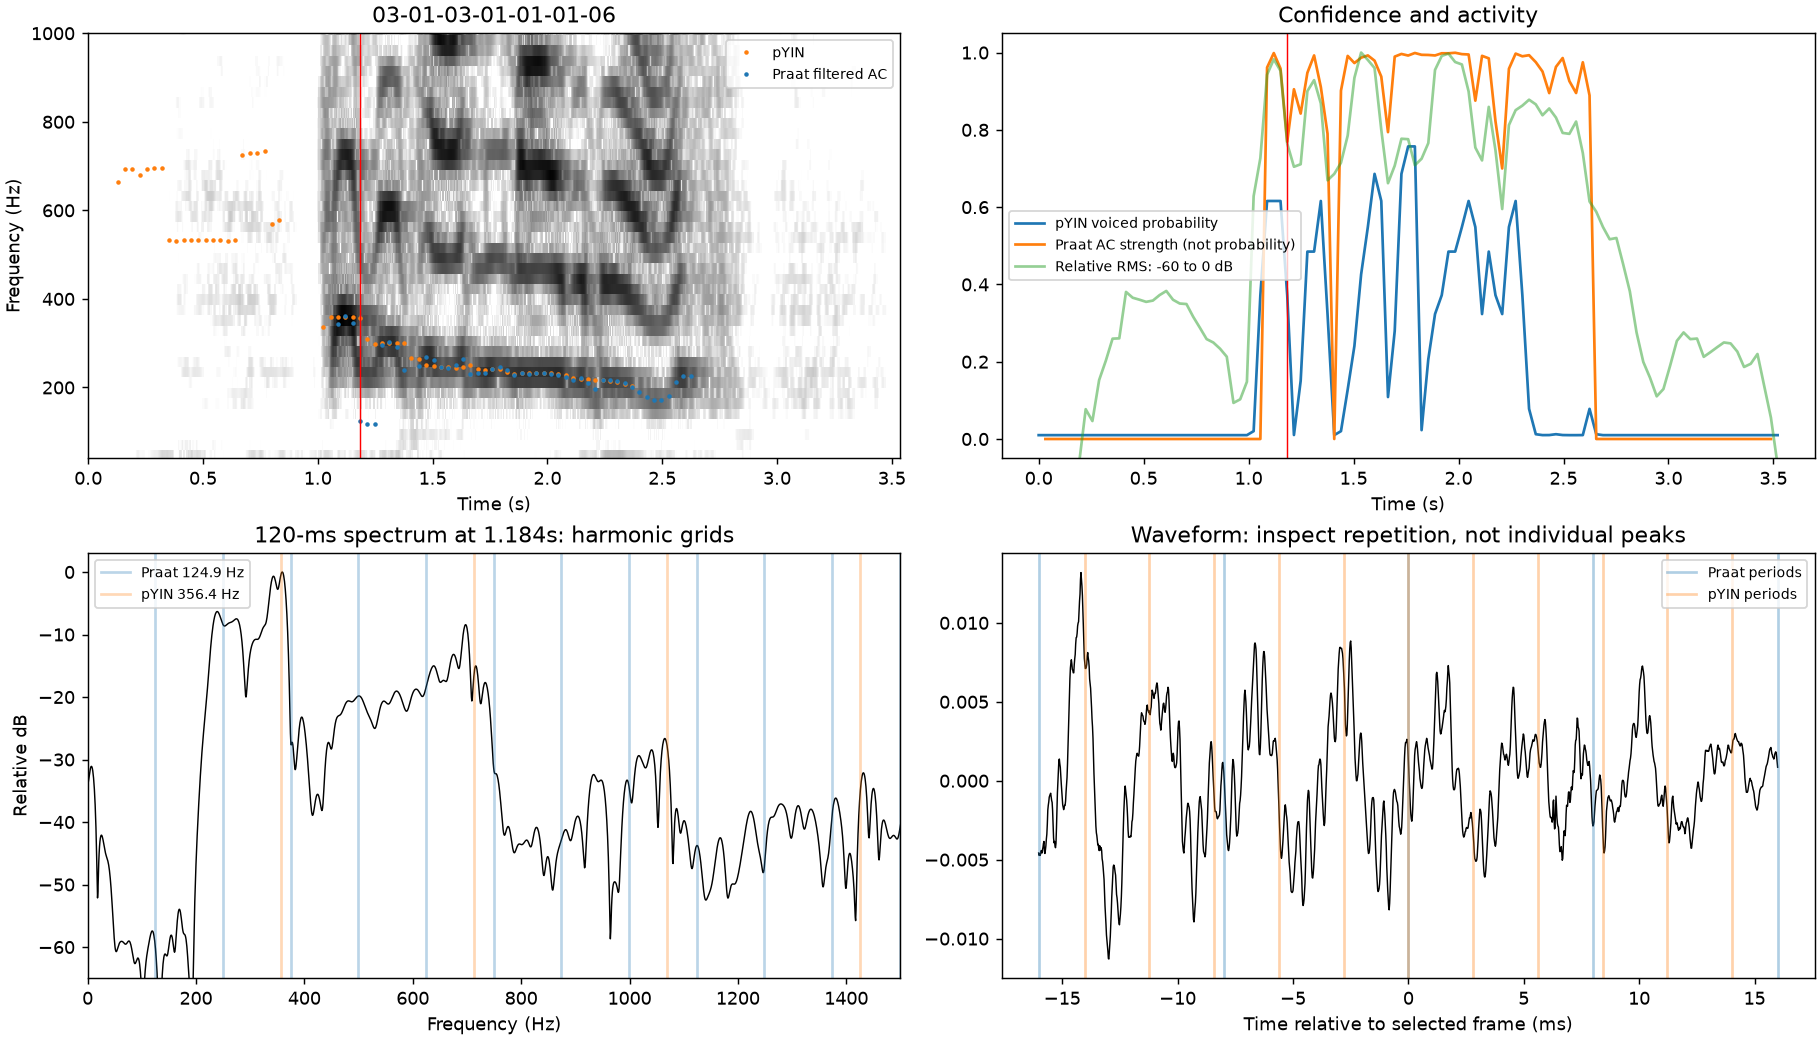 03-01-03-01-01-01-06
1000
800
600
400
200
Frequency (Hz)
pYIN
Praat filtered AC
0.0 0.5 1.0 1.5 2.0 2.5 3.0 3.5
Time (s)
Confidence and activity
1.0
0.8
0.6
0.4
0.2
0.0
pYIN voiced probability
Praat AC strength (not probability)
Relative RMS: -60 to 0 dB
0.0 0.5 1.0 1.5 2.0 2.5 3.0 3.5
Time (s)
120-ms spectrum at 1.184s: harmonic grids
0
−10
−20
−30
−40
−50
−60
Relative dB
Praat 124.9 Hz
pYIN 356.4 Hz
0 200 400 600 800 1000 1200 1400
Frequency (Hz)
Waveform: inspect repetition, not individual peaks
0.010
0.005
0.000
−0.005
−0.010
Praat periods
pYIN periods
−15 −10 −5 0 5 10 15
Time relative to selected frame (ms)